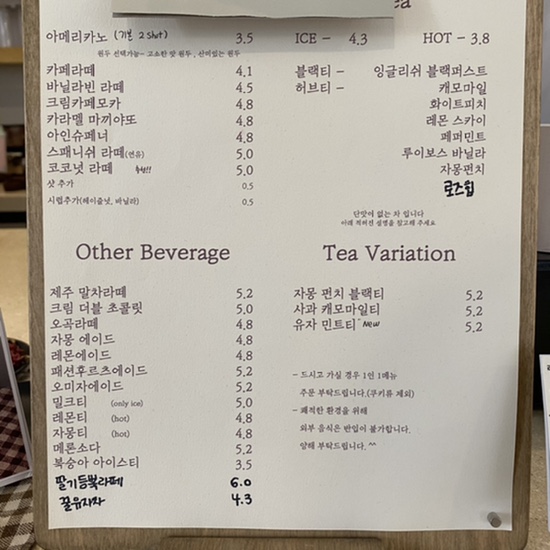 아메리카노 (기본 2 shot) 3.5
원두 선택가능~ 고소한 맛 원두, 산미있는 원두
카페라떼 4.1
바닐라빈 라떼 4.5
크림카페모카 4.8
카라멜 마끼야또 4.8
아인슈페너 4.8
스패니쉬 라떼(연유) 5.0
코코넛 라떼 5.0
샷 추가 0.5
시럽추가(헤이즐넛, 바닐라) 0.5
ICE - 4.3 HOT - 3.8
블랙티 - 잉글리쉬 블랙퍼스트
허브티 - 캐모마일
화이트피치
레몬 스카이
페퍼민트
루이보스 바닐라
자몽펀치
로즈힙
단맛이 없는 차 입니다
아래 적혀진 설명을 참고해 주세요
Other Beverage
제주 말차라떼 5.2
크림 더블 초콜릿 5.0
오곡라떼 4.8
자몽 에이드 4.8
레몬에이드 4.8
패션후르츠에이드 5.2
오미자에이드 5.2
밀크티 (only ice) 5.0
레몬티 (hot) 4.8
자몽티 (hot) 4.8
메론소다 5.2
복숭아 아이스티 3.5
딸기듬뿍라떼 6.0
꿀유자차 4.3
Tea Variation
자몽 펀치 블랙티 5.2
사과 캐모마일티 5.2
유자 민트티 New 5.2
- 드시고 가실 경우 1인 1메뉴
주문 부탁드립니다.(쿠키류 제외)
- 쾌적한 환경을 위해
외부 음식은 반입이 불가합니다.
양해 부탁드립니다. ^^